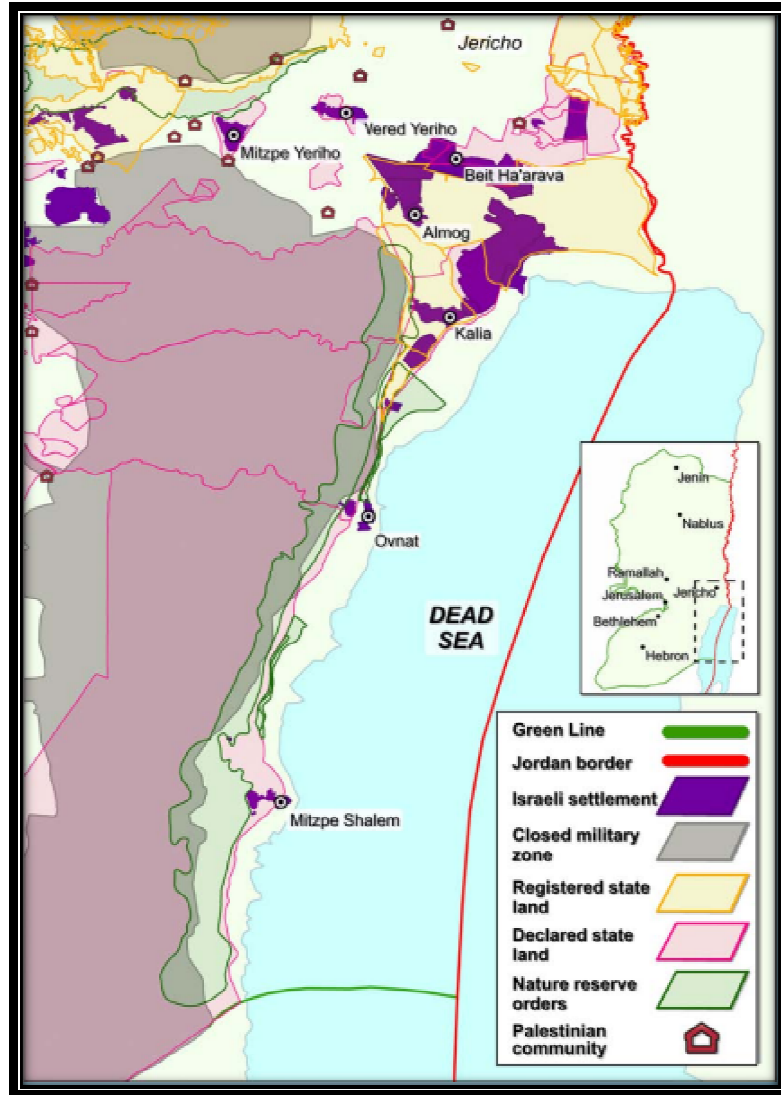 Jericho
Vered Yeriho
Mitzpe Yeriho
Beit Ha'arava
Almog
Kalia
Ovnat
DEAD
SEA
Mitzpe Shalem
Jenin
Nablus
Ramallah
Jerusalem
Jericho
Bethlehem
Hebron
Green Line
Jordan border
Israeli settlement
Closed military
zone
Registered state
land
Declared state
land
Nature reserve
orders
Palestinian
community